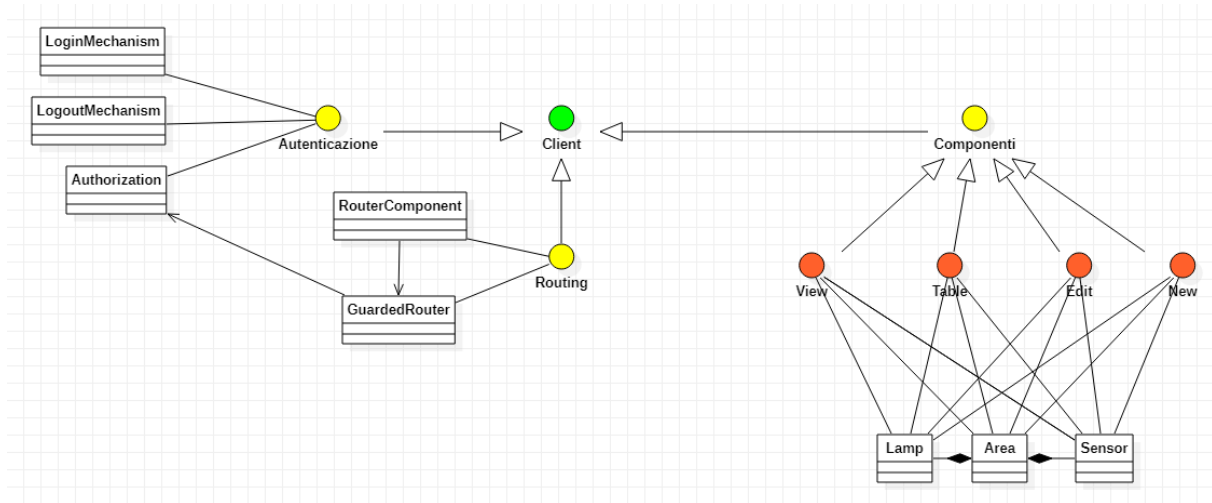 LoginMechanism
LogoutMechanism
Autenticazione
Client
Componenti
Authorization
RouterComponent
Routing
View
Table
Edit
New
GuardedRouter
Lamp
Area
Sensor